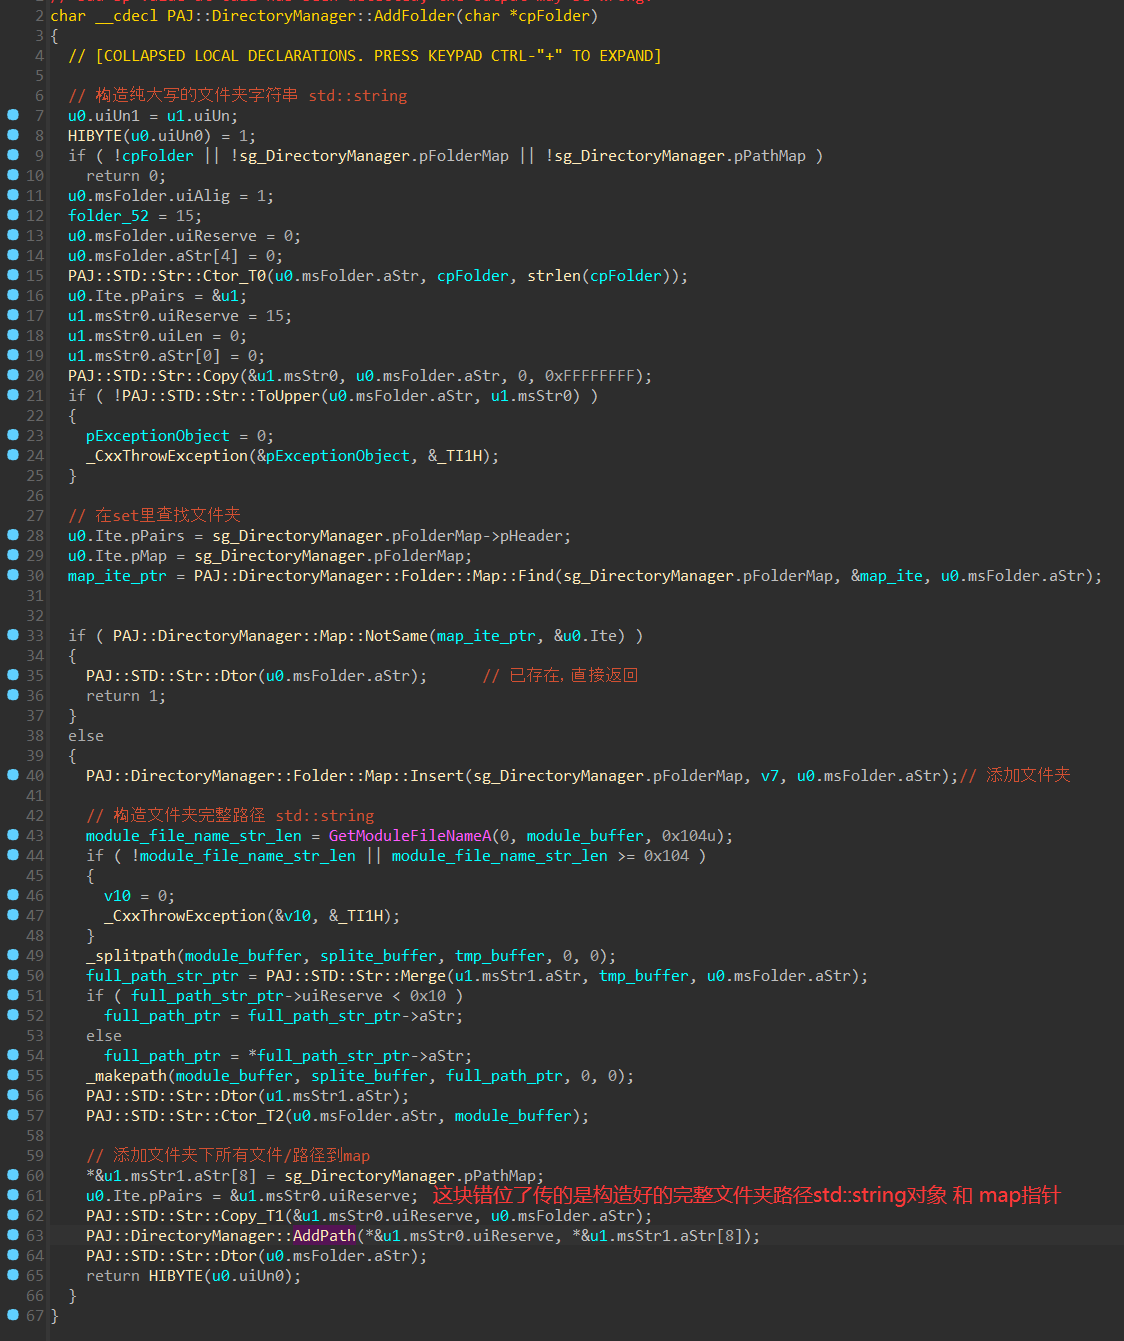 2 char __cdecl PAJ::DirectoryManager::AddFolder(char *cpFolder)
3 {
4 // [COLLAPSED LOCAL DECLARATIONS. PRESS KEYPAD CTRL-"+" TO EXPAND]
5
6 // 构造纯大写的文件夹字符串 std::string
7 u0.uiUn1 = u1.uiUn;
8 HIBYTE(u0.uiUn0) = 1;
9 if ( !cpFolder || !sg_DirectoryManager.pFolderMap || !sg_DirectoryManager.pPathMap )
10 return 0;
11 u0.msFolder.uiAlig = 1;
12 folder_52 = 15;
13 u0.msFolder.uiReserve = 0;
14 u0.msFolder.aStr[4] = 0;
15 PAJ::STD::Str::Ctor_T0(u0.msFolder.aStr, cpFolder, strlen(cpFolder));
16 u0.Ite.pPairs = &u1;
17 u1.msStr0.uiReserve = 15;
18 u1.msStr0.uiLen = 0;
19 u1.msStr0.aStr[0] = 0;
20 PAJ::STD::Str::Copy(&u1.msStr0, u0.msFolder.aStr, 0, 0xFFFFFFFF);
21 if ( !PAJ::STD::Str::ToUpper(u0.msFolder.aStr, u1.msStr0) )
22 {
23 pExceptionObject = 0;
24 _CxxThrowException(&pExceptionObject, &_TI1H);
25 }
26
27 // 在set里查找文件夹
28 u0.Ite.pPairs = sg_DirectoryManager.pFolderMap->pHeader;
29 u0.Ite.pMap = sg_DirectoryManager.pFolderMap;
30 map_ite_ptr = PAJ::DirectoryManager::Folder::Map::Find(sg_DirectoryManager.pFolderMap, &map_ite, u0.msFolder.aStr);
31
32
33 if ( PAJ::DirectoryManager::Map::NotSame(map_ite_ptr, &u0.Ite) )
34 {
35 PAJ::STD::Str::Dtor(u0.msFolder.aStr); // 已存在, 直接返回
36 return 1;
37 }
38 else
39 {
40 PAJ::DirectoryManager::Folder::Map::Insert(sg_DirectoryManager.pFolderMap, v7, u0.msFolder.aStr);// 添加文件夹
41
42 // 构造文件夹完整路径 std::string
43 module_file_name_str_len = GetModuleFileNameA(0, module_buffer, 0x104u);
44 if ( !module_file_name_str_len || module_file_name_str_len >= 0x104 )
45 {
46 v10 = 0;
47 _CxxThrowException(&v10, &_TI1H);
48 }
49 _splitpath(module_buffer, splite_buffer, tmp_buffer, 0, 0);
50 full_path_str_ptr = PAJ::STD::Str::Merge(u1.msStr1.aStr, tmp_buffer, u0.msFolder.aStr);
51 if ( full_path_str_ptr->uiReserve < 0x10 )
52 full_path_ptr = full_path_str_ptr->aStr;
53 else
54 full_path_ptr = *full_path_str_ptr->aStr;
55 _makepath(module_buffer, splite_buffer, full_path_ptr, 0, 0);
56 PAJ::STD::Str::Dtor(u1.msStr1.aStr);
57 PAJ::STD::Str::Ctor_T2(u0.msFolder.aStr, module_buffer);
58
59 // 添加文件夹下所有文件/路径到map
60 *&u1.msStr1.aStr[8] = sg_DirectoryManager.pPathMap;
61 u0.Ite.pPairs = &u1.msStr0.uiReserve; 这块错位了传的是构造好的完整文件夹路径std::string对象 和 map指针
62 PAJ::STD::Str::Copy_T1(&u1.msStr0.uiReserve, u0.msFolder.aStr);
63 PAJ::DirectoryManager::AddPath(*&u1.msStr0.uiReserve, *&u1.msStr1.aStr[8]);
64 PAJ::STD::Str::Dtor(u0.msFolder.aStr);
65 return HIBYTE(u0.uiUn0);
66 }
67 }